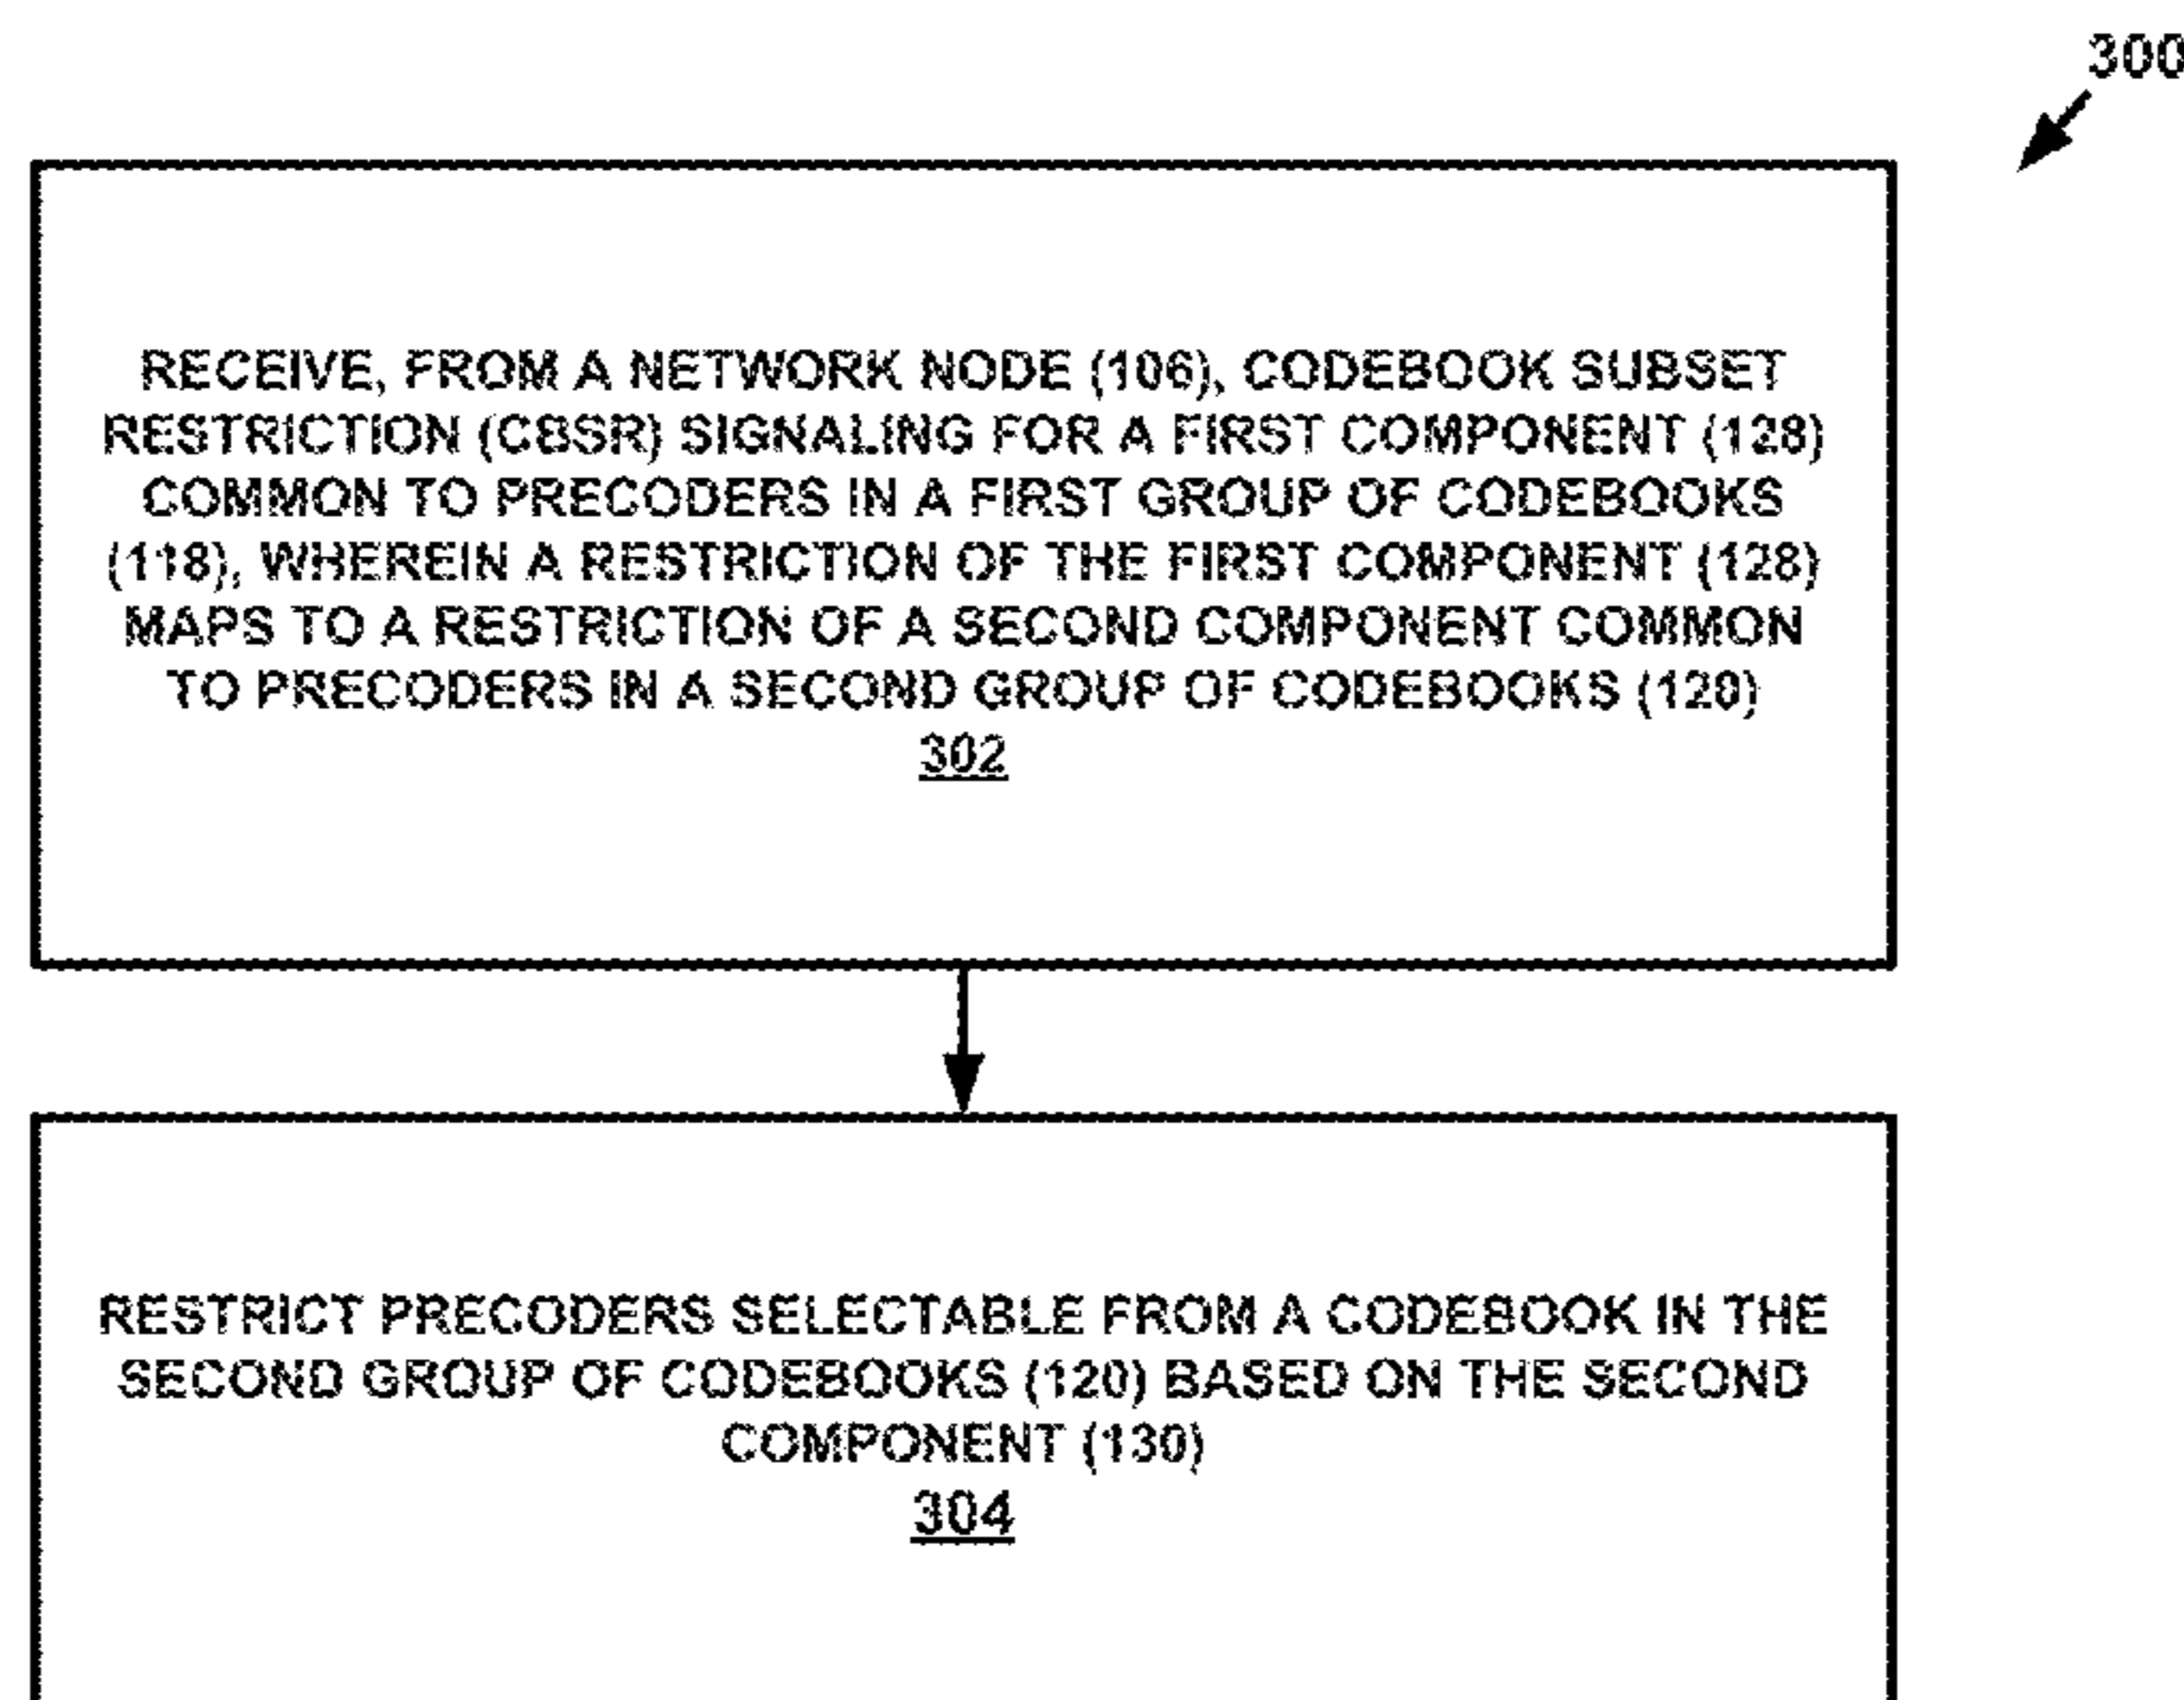 300
RECEIVE, FROM A NETWORK NODE (106), CODEBOOK SUBSET
RESTRICTION (CBSR) SIGNALING FOR A FIRST COMPONENT (128)
COMMON TO PRECODERS IN A FIRST GROUP OF CODEBOOKS
(118), WHEREIN A RESTRICTION OF THE FIRST COMPONENT (128)
MAPS TO A RESTRICTION OF A SECOND COMPONENT COMMON
TO PRECODERS IN A SECOND GROUP OF CODEBOOKS (120)
302
RESTRICT PRECODERS SELECTABLE FROM A CODEBOOK IN THE
SECOND GROUP OF CODEBOOKS (120) BASED ON THE SECOND
COMPONENT (130)
304